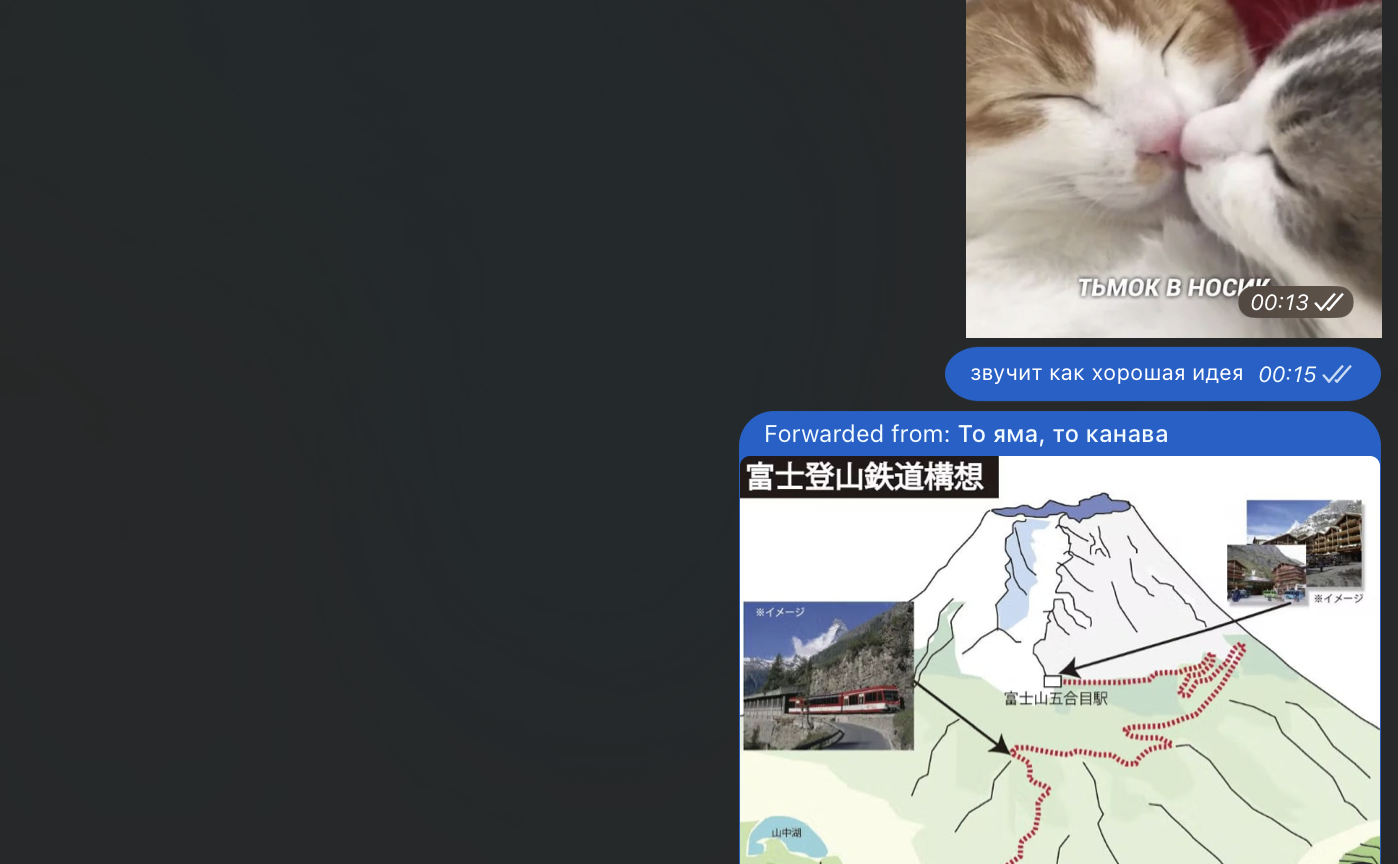 ТЬМОК В НОСИК
00:13
звучит как хорошая идея 00:15
Forwarded from: То яма, то канава
富士登山鉄道構想
※イメージ
※イメージ
富士山五合目駅
山中湖